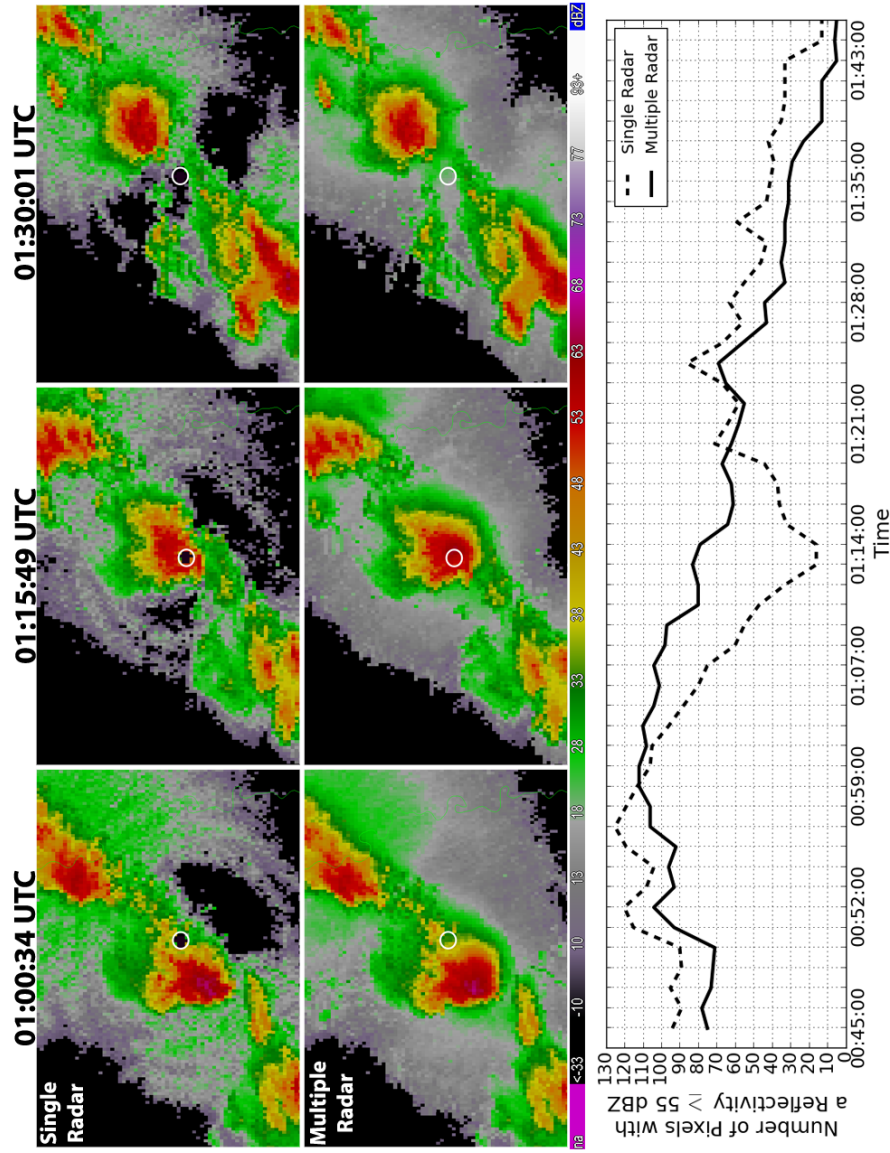 01:00:34 UTC
01:15:49 UTC
01:30:01 UTC
Single
Radar
Multiple
Radar
na <-33 -10 10 13 18 28 33 38 43 48 53 63 68 73 77 93+ dBZ
Number of Pixels with
a Reflectivity ≥ 55 dBZ
130
120
110
100
90
80
70
60
50
40
30
20
10
0
Single Radar
Multiple Radar
00:45:00 00:52:00 00:59:00 01:07:00 01:14:00 01:21:00 01:28:00 01:35:00 01:43:00
Time